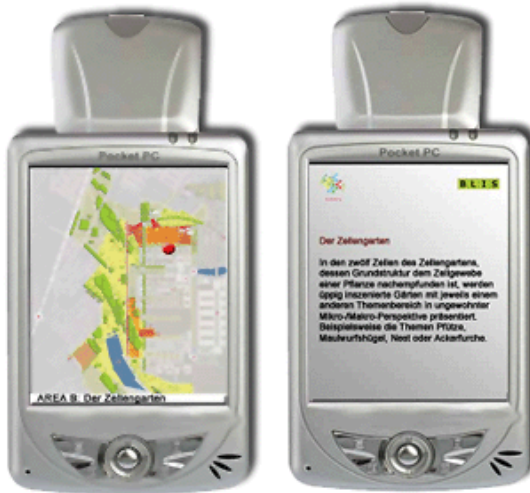 Pocket PC
AREA B: Der Zellengarten
Pocket PC
BLIS
Der Zellengarten
In den zwölf Zellen des Zellengartens,
dessen Grundstruktur dem Zellgewebe
einer Pflanze nachempfunden ist, werden
üppig inszenierte Gärten mit jeweils einem
anderen Themenbereich in ungewohnter
Mikro-/Makro-Perspektive präsentiert.
Beispielsweise die Themen Pfütze,
Maulwurfshügel, Nest oder Ackerfurche.